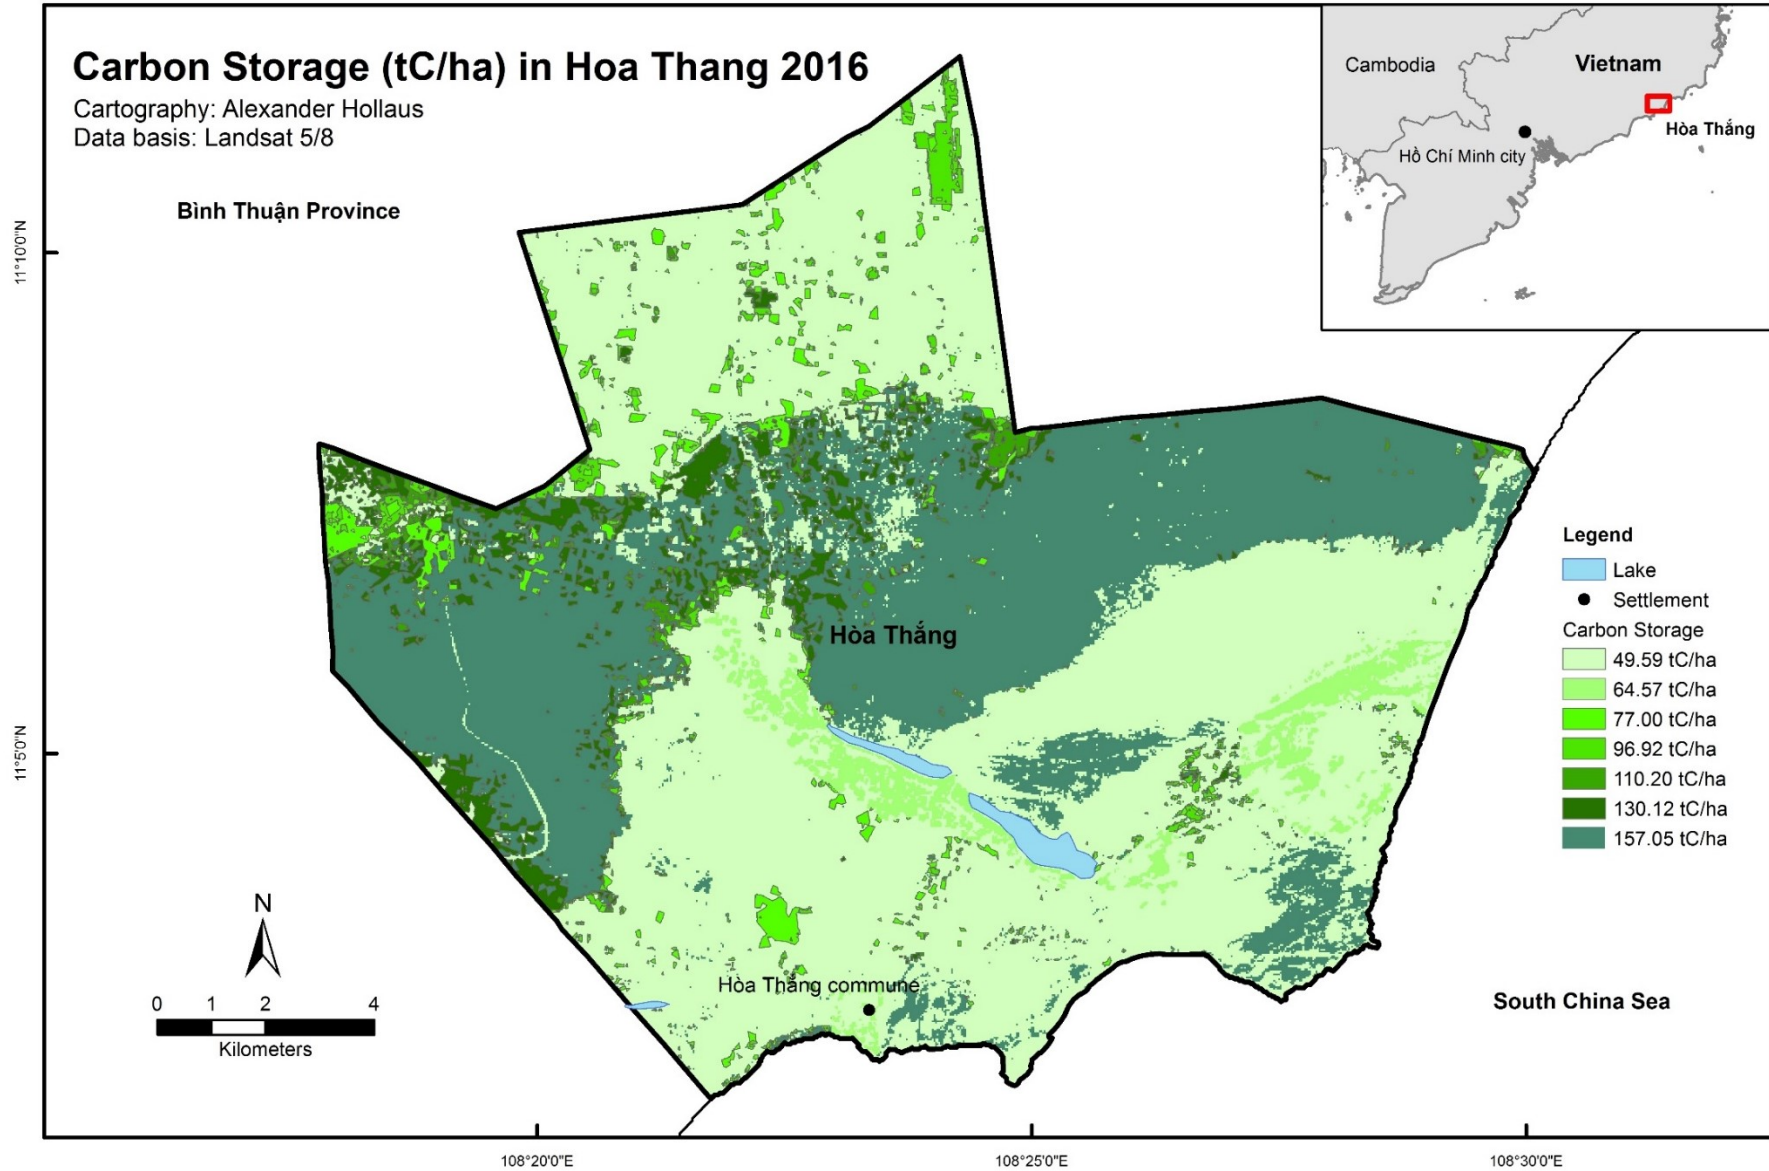 Carbon Storage (tC/ha) in Hoa Thang 2016
Cartography: Alexander Hollaus
Data basis: Landsat 5/8
Bình Thuận Province
Cambodia
Vietnam
Hòa Thắng
Hồ Chí Minh city
11°10'0"N
11°5'0"N
Hòa Thắng
Hòa Thắng commune
South China Sea
Legend
Lake
Settlement
Carbon Storage
49.59 tC/ha
64.57 tC/ha
77.00 tC/ha
96.92 tC/ha
110.20 tC/ha
130.12 tC/ha
157.05 tC/ha
N
0 1 2 4
Kilometers
108°20'0"E 108°25'0"E 108°30'0"E